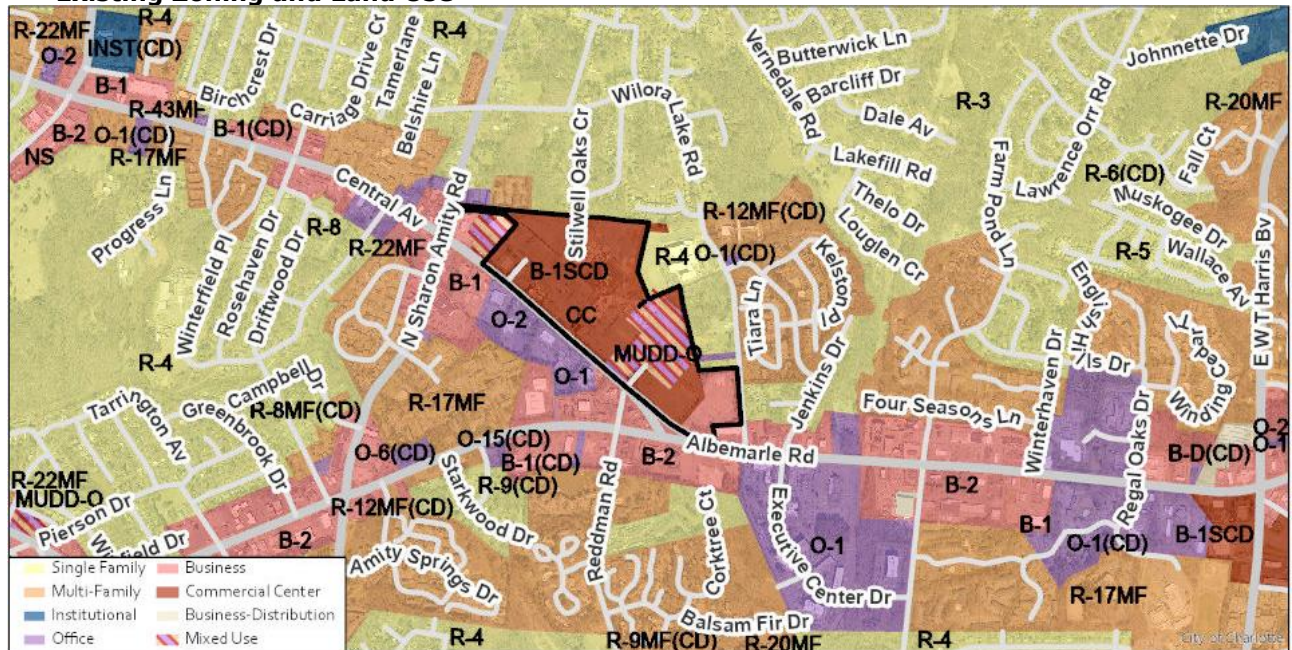 Existing Zoning and Land Use
R-22MF
R-4
O-2
INST(CD)
B-1
R-43MF
B-2
O-1(CD)
R-17MF
NS
Birchcrest Dr
B-1(CD)
Carriage Drive Cr
Tamerlane
Belshire Ln
R-4
Central Av
N Sharon Amity Rd
Stilwell Oaks Cr
Wilora Lake Rd
Vernedale Rd
Butterwick Ln
Barcliff Dr
Dale Av
Lakefill Rd
Thelo Dr
Louglen Cr
R-3
Johnnette Dr
Lawrence Orr Rd
Farm Pond Ln
R-20MF
Fall Ct
R-6(CD)
Muskogee Dr
Wallace Av
R-5
E W T Harris Bv
Progress Ln
Winterfield Pl
Rosehaven Dr
Driftwood Dr
R-8
R-22MF
B-1
B-1SCD
CC
O-2
O-1
MUDD-O
R-4
O-1(CD)
R-12MF(CD)
Kelston Pl
Tiara Ln
Jenkins Dr
English Hills Dr
Winding Cedar Tr
Winterhaven Dr
R-4
Campbell Dr
Greenbrook Dr
Tarrington Av
R-8MF(CD)
N Sharon Amity Rd
R-17MF
O-15(CD)
O-6(CD)
B-1(CD)
R-9(CD)
B-2
Albemarle Rd
Four Seasons Ln
B-2
Regal Oaks Dr
B-D(CD)
O-2
O-1
R-22MF
MUDD-O
Pierson Dr
Winfield Dr
B-2
R-12MF(CD)
Starkwood Dr
Reddman Rd
Corktree Ct
Executive Center Dr
O-1
B-1
O-1(CD)
B-1SCD
R-17MF
Amity Springs Dr
Balsam Fir Dr
R-4
R-9MF(CD)
R-20MF
R-4
Single Family
Business
Multi-Family
Commercial Center
Institutional
Business-Distribution
Office
Mixed Use
City of Charlotte